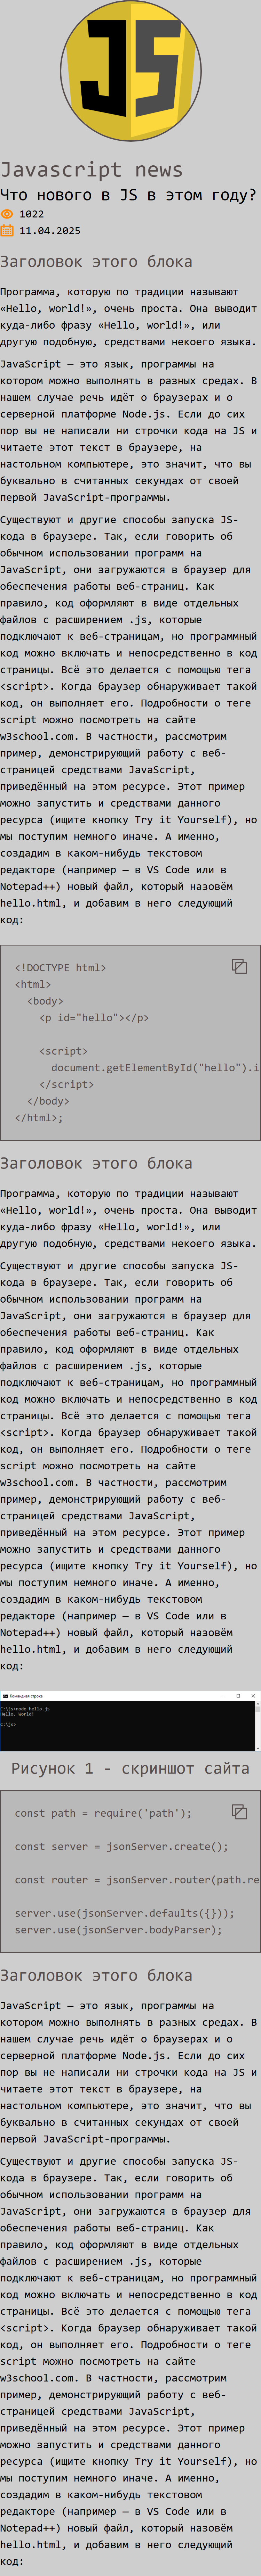 JS
Javascript news
Что нового в JS в этом году?
1022
11.04.2025
Заголовок этого блока
Программа, которую по традиции называют
«Hello, world!», очень проста. Она выводит
куда-либо фразу «Hello, world!», или
другую подобную, средствами некоего языка.
JavaScript — это язык, программы на
котором можно выполнять в разных средах. В
нашем случае речь идёт о браузерах и о
серверной платформе Node.js. Если до сих
пор вы не написали ни строчки кода на JS и
читаете этот текст в браузере, на
настольном компьютере, это значит, что вы
буквально в считанных секундах от своей
первой JavaScript-программы.
Существуют и другие способы запуска JS-
кода в браузере. Так, если говорить об
обычном использовании программ на
JavaScript, они загружаются в браузер для
обеспечения работы веб-страниц. Как
правило, код оформляют в виде отдельных
файлов с расширением .js, которые
подключают к веб-страницам, но программный
код можно включать и непосредственно в код
страницы. Всё это делается с помощью тега
<script>. Когда браузер обнаруживает такой
код, он выполняет его. Подробности о теге
script можно посмотреть на сайте
w3school.com. В частности, рассмотрим
пример, демонстрирующий работу с веб-
страницей средствами JavaScript,
приведённый на этом ресурсе. Этот пример
можно запустить и средствами данного
ресурса (ищите кнопку Try it Yourself), но
мы поступим немного иначе. А именно,
создадим в каком-нибудь текстовом
редакторе (например — в VS Code или в
Notepad++) новый файл, который назовём
hello.html, и добавим в него следующий
код:
<!DOCTYPE html>
<html>
<body>
<p id="hello"></p>
<script>
document.getElementById("hello").i
</script>
</body>
</html>;
Заголовок этого блока
Программа, которую по традиции называют
«Hello, world!», очень проста. Она выводит
куда-либо фразу «Hello, world!», или
другую подобную, средствами некоего языка.
Существуют и другие способы запуска JS-
кода в браузере. Так, если говорить об
обычном использовании программ на
JavaScript, они загружаются в браузер для
обеспечения работы веб-страниц. Как
правило, код оформляют в виде отдельных
файлов с расширением .js, которые
подключают к веб-страницам, но программный
код можно включать и непосредственно в код
страницы. Всё это делается с помощью тега
<script>. Когда браузер обнаруживает такой
код, он выполняет его. Подробности о теге
script можно посмотреть на сайте
w3school.com. В частности, рассмотрим
пример, демонстрирующий работу с веб-
страницей средствами JavaScript,
приведённый на этом ресурсе. Этот пример
можно запустить и средствами данного
ресурса (ищите кнопку Try it Yourself), но
мы поступим немного иначе. А именно,
создадим в каком-нибудь текстовом
редакторе (например — в VS Code или в
Notepad++) новый файл, который назовём
hello.html, и добавим в него следующий
код:
Командная строка
C:\js>node hello.js
Hello, World!
C:\js>
Рисунок 1 - скриншот сайта
const path = require('path');
const server = jsonServer.create();
const router = jsonServer.router(path.re
server.use(jsonServer.defaults({}));
server.use(jsonServer.bodyParser);
Заголовок этого блока
JavaScript — это язык, программы на
котором можно выполнять в разных средах. В
нашем случае речь идёт о браузерах и о
серверной платформе Node.js. Если до сих
пор вы не написали ни строчки кода на JS и
читаете этот текст в браузере, на
настольном компьютере, это значит, что вы
буквально в считанных секундах от своей
первой JavaScript-программы.
Существуют и другие способы запуска JS-
кода в браузере. Так, если говорить об
обычном использовании программ на
JavaScript, они загружаются в браузер для
обеспечения работы веб-страниц. Как
правило, код оформляют в виде отдельных
файлов с расширением .js, которые
подключают к веб-страницам, но программный
код можно включать и непосредственно в код
страницы. Всё это делается с помощью тега
<script>. Когда браузер обнаруживает такой
код, он выполняет его. Подробности о теге
script можно посмотреть на сайте
w3school.com. В частности, рассмотрим
пример, демонстрирующий работу с веб-
страницей средствами JavaScript,
приведённый на этом ресурсе. Этот пример
можно запустить и средствами данного
ресурса (ищите кнопку Try it Yourself), но
мы поступим немного иначе. А именно,
создадим в каком-нибудь текстовом
редакторе (например — в VS Code или в
Notepad++) новый файл, который назовём
hello.html, и добавим в него следующий
код: